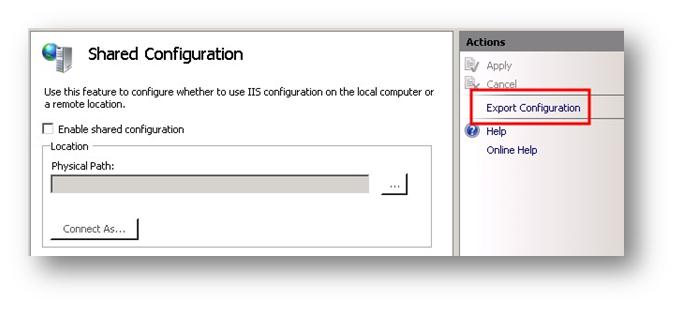 Shared Configuration
Use this feature to configure whether to use IIS configuration on the local computer or
a remote location.
Enable shared configuration
Location
Physical Path:
...
Connect As...
Actions
Apply
Cancel
Export Configuration
Help
Online Help